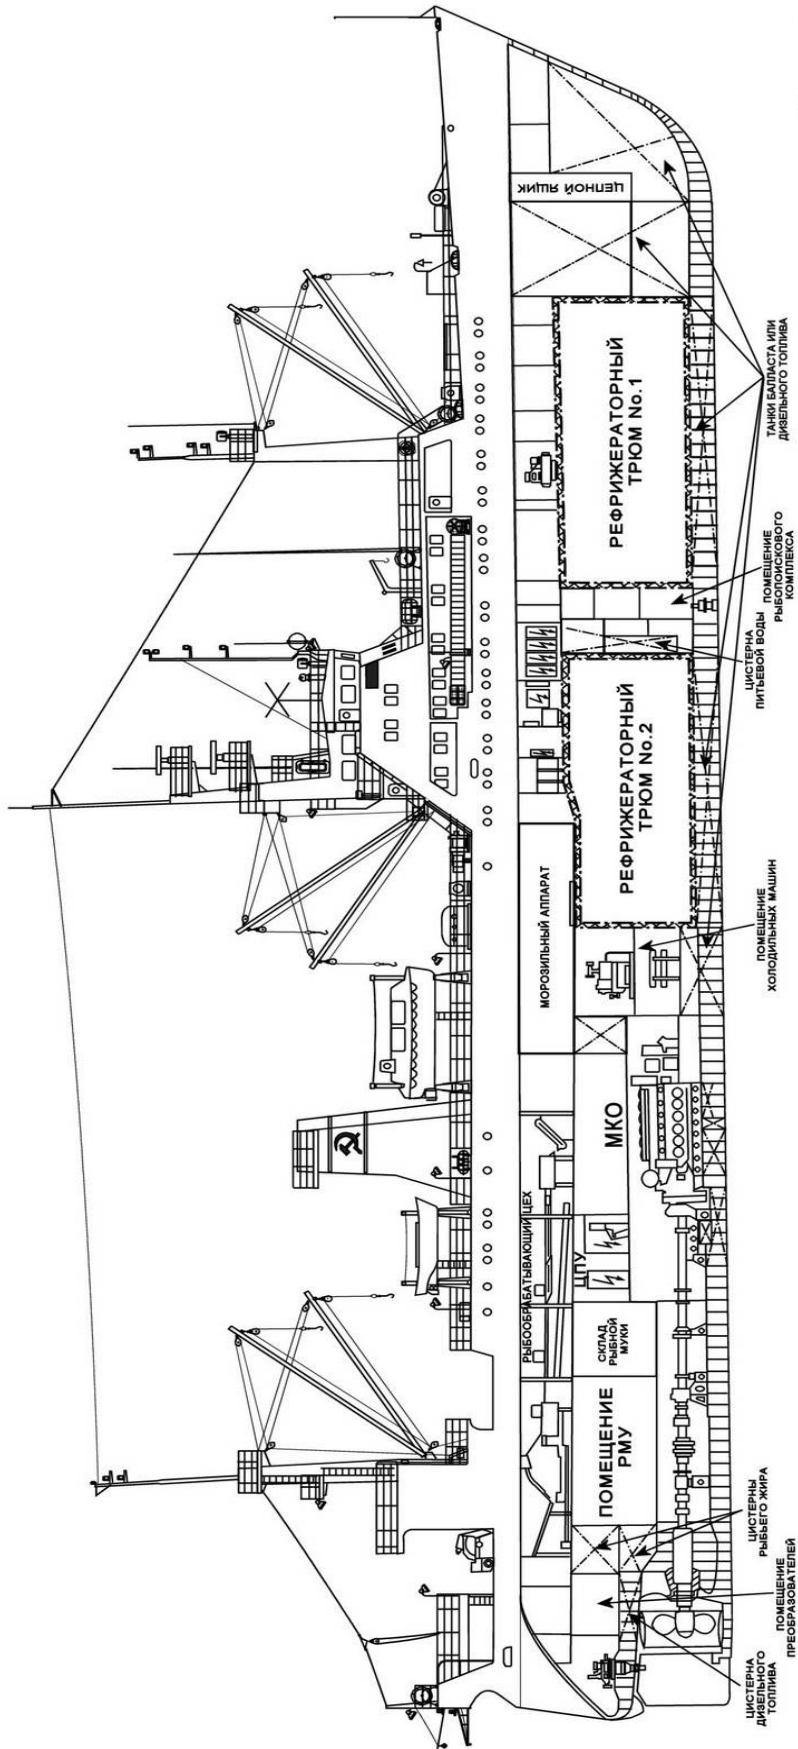 ЦЕПНОЙ ЯЩИК
РЕФРИЖЕРАТОРНЫЙ
ТРЮМ No.1
ТАНКИ БАЛЛАСТА ИЛИ
ДИЗЕЛЬНОГО ТОПЛИВА
ПОМЕЩЕНИЕ
РЫБОПОИСКОВОГО
КОМПЛЕКСА
ЦИСТЕРНА
ПИТЬЕВОЙ ВОДЫ
РЕФРИЖЕРАТОРНЫЙ
ТРЮМ No.2
МОРОЗИЛЬНЫЙ АППАРАТ
ПОМЕЩЕНИЕ
ХОЛОДИЛЬНЫХ МАШИН
МКО
РЫБООБРАБАТЫВАЮЩИЙ ЦЕХ
ЦПУ
СКЛАД
РЫБНОЙ
МУКИ
ПОМЕЩЕНИЕ
РМУ
ЦИСТЕРНЫ
РЫБЬЕГО ЖИРА
ПОМЕЩЕНИЕ
ПРЕОБРАЗОВАТЕЛЕЙ
ЦИСТЕРНА
ДИЗЕЛЬНОГО
ТОПЛИВА